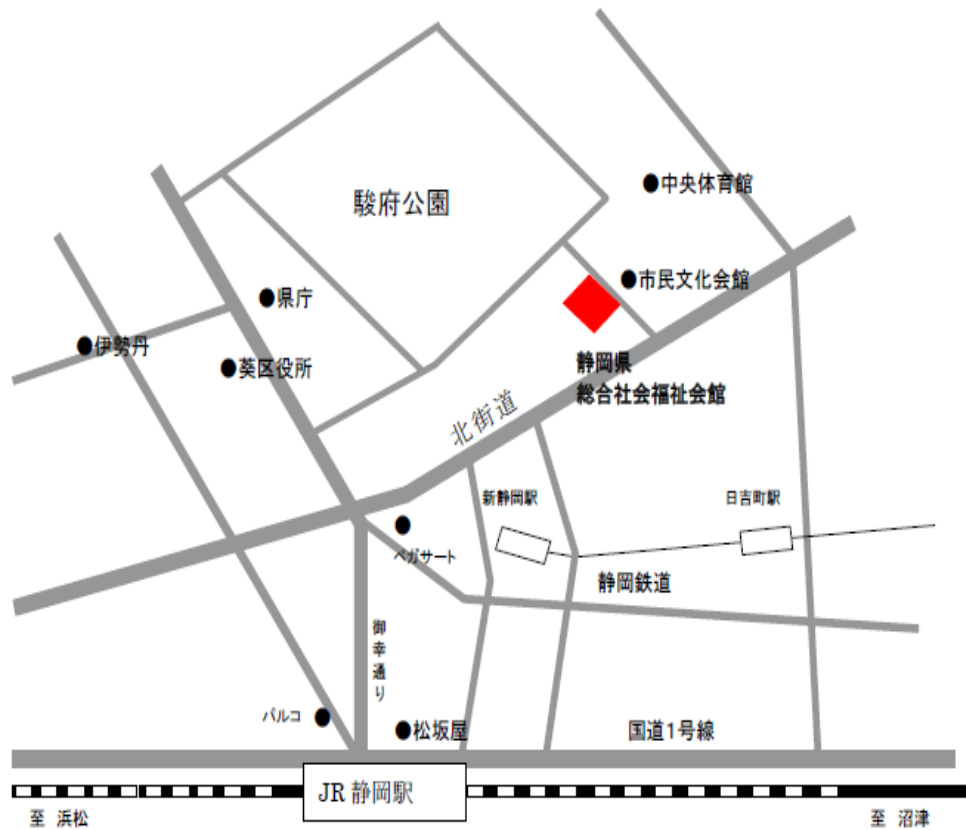 駿府公園
●中央体育館
●市民文化会館
●県庁
●伊勢丹
●葵区役所
静岡県
総合社会福祉会館
北街道
新静岡駅
日吉町駅
ペガサート
静岡鉄道
御幸通り
パルコ
●松坂屋
国道1号線
JR 静岡駅
至 浜松
至 沼津